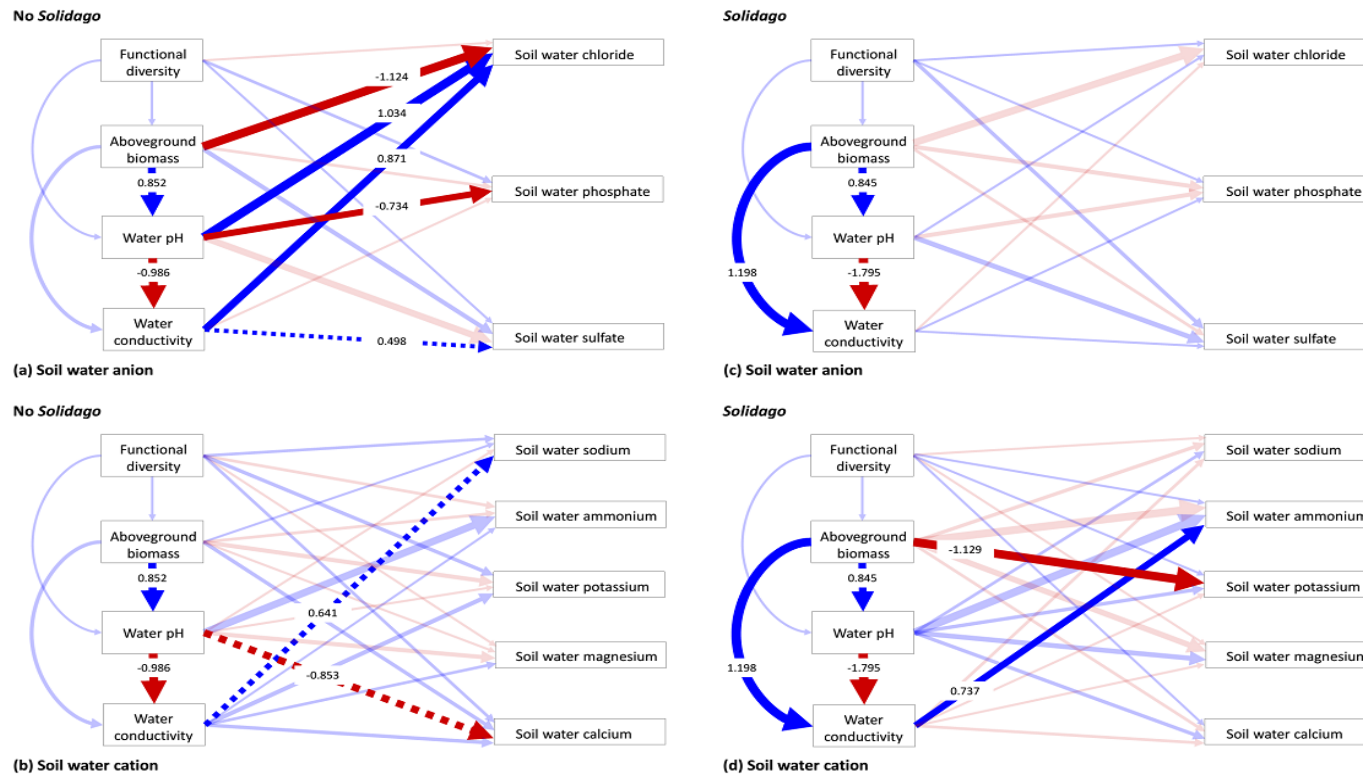 No Solidago
Functional
diversity
Aboveground
biomass
0.852
Water pH
-0.986
Water
conductivity
-1.124
1.034
0.871
-0.734
0.498
Soil water chloride
Soil water phosphate
Soil water sulfate
(a) Soil water anion
Solidago
Functional
diversity
Aboveground
biomass
0.845
Water pH
1.198
-1.795
Water
conductivity
Soil water chloride
Soil water phosphate
Soil water sulfate
(c) Soil water anion
No Solidago
Functional
diversity
Aboveground
biomass
0.852
Water pH
-0.986
Water
conductivity
0.641
-0.853
Soil water sodium
Soil water ammonium
Soil water potassium
Soil water magnesium
Soil water calcium
(b) Soil water cation
Solidago
Functional
diversity
Aboveground
biomass
-1.129
0.845
Water pH
1.198
-1.795
0.737
Water
conductivity
Soil water sodium
Soil water ammonium
Soil water potassium
Soil water magnesium
Soil water calcium
(d) Soil water cation